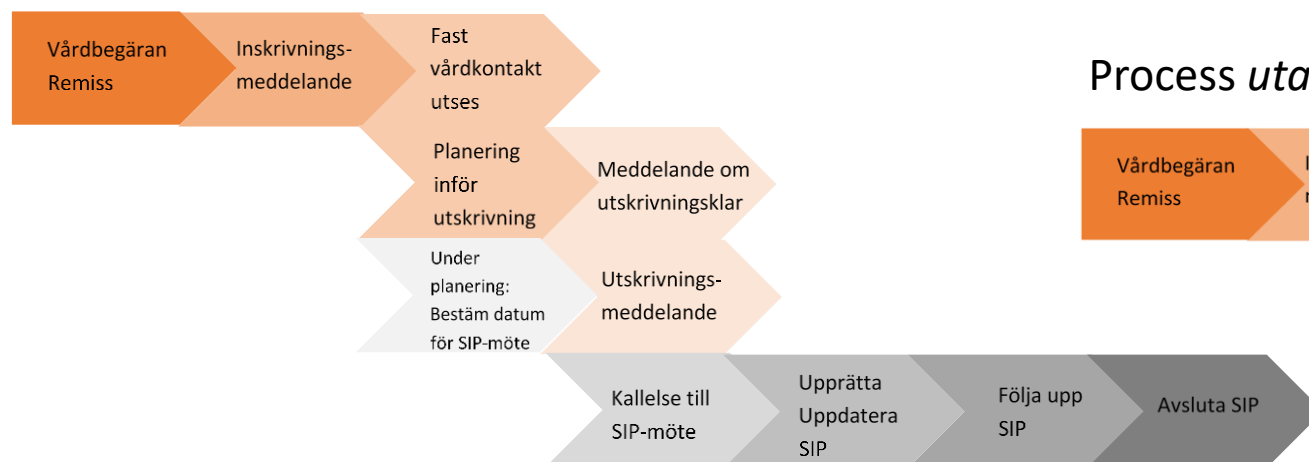 Vårdbegäran
Remiss
Inskrivnings-
meddelande
Fast
vårdkontakt
utses
Planering
inför
utskrivning
Meddelande om
utskrivningsklar
Under
planering:
Bestäm datum
för SIP-möte
Utskrivnings-
meddelande
Kallelse till
SIP-möte
Upprätta
Uppdatera
SIP
Följa upp
SIP
Avsluta SIP
Process
Vårdbegäran
Remiss